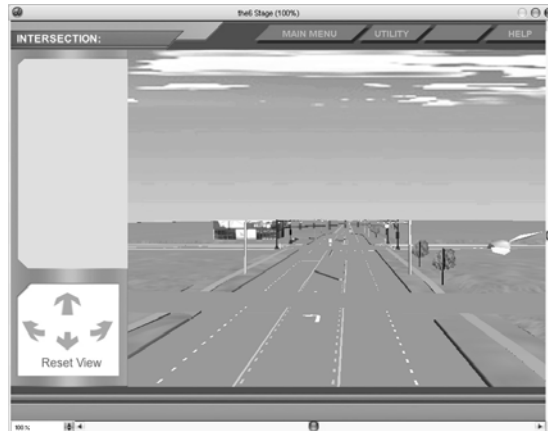 the6 Stage (100%)
INTERSECTION:
MAIN MENU
UTILITY
HELP
Reset View
100 %